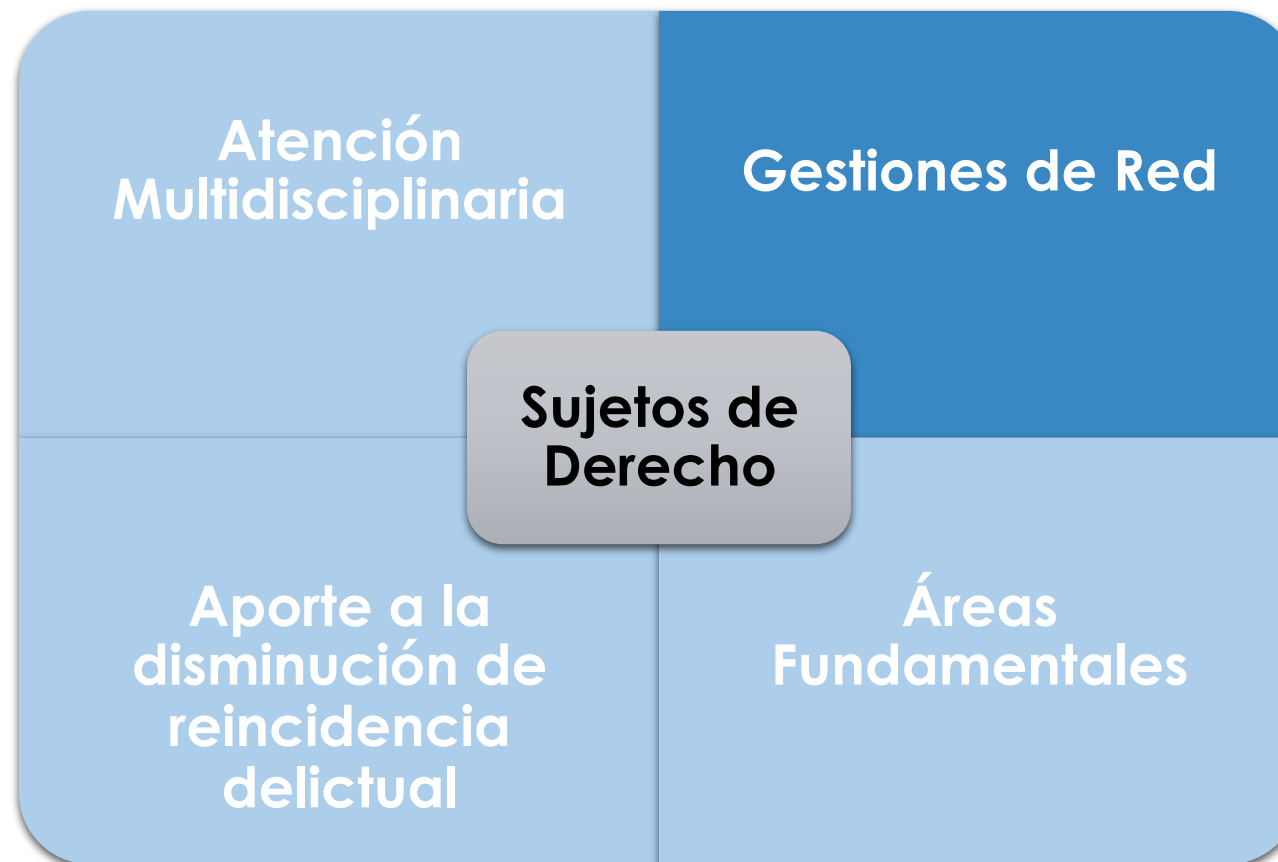 Atención
Multidisciplinaria
Gestiones de Red
Sujetos de
Derecho
Aporte a la
disminución de
reincidencia
delictual
Áreas
Fundamentales